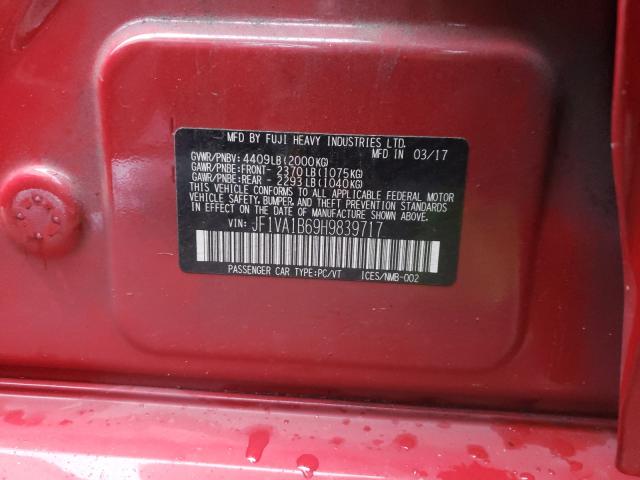 MFD BY FUJI HEAVY INDUSTRIES LTD.
GVWR/PNBV: 4409LB(2000KG) MFD IN 03/17
GAWR/PNBE:FRONT- 2370LB(1075KG)
GAWR/PNBE:REAR - 2293LB(1040KG)
THIS VEHICLE CONFORMS TO ALL APPLICABLE FEDERAL MOTOR
VEHICLE SAFETY, BUMPER, AND THEFT PREVENTION STANDARDS
IN EFFECT ON THE DATE OF MANUFACTURE SHOWN ABOVE.
VIN: JF1VA1B69H9839717
PASSENGER CAR TYPE:PC/VT ICES/NMB-002